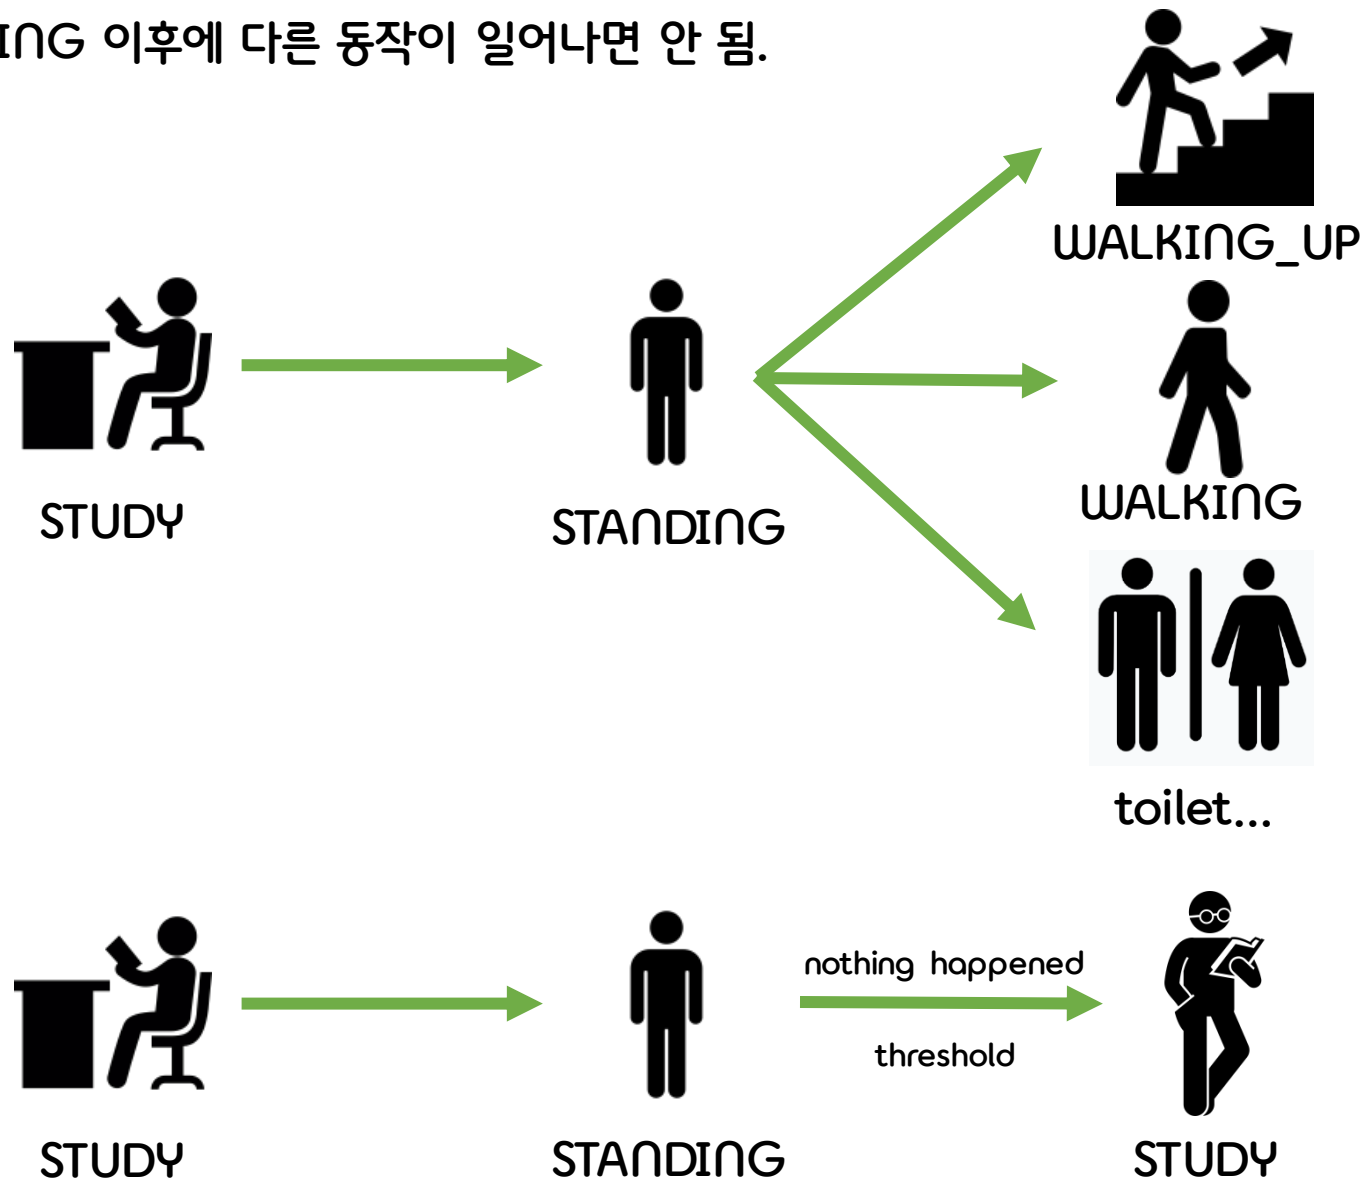 ING 이후에 다른 동작이 일어나면 안 됨.
WALKING_UP
STUDY
STANDING
WALKING
toilet...
nothing happened
threshold
STUDY
STANDING
STUDY